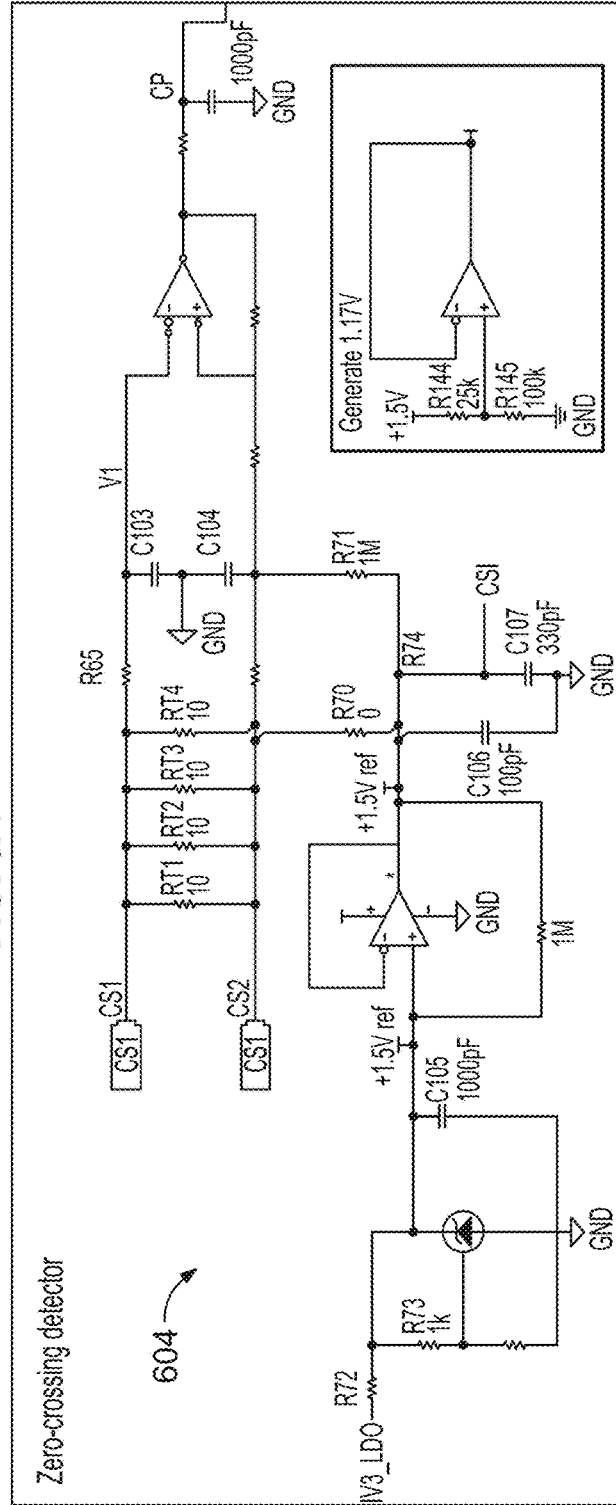 Zero-crossing detector
604
CS1
CS1
CS2
CS1
RT1
10
RT2
10
RT3
10
RT4
10
R65
C103
GND
C104
V1
-
+
CP
1000pF
GND
R70
0
R71
1M
R74
CSI
C107
330pF
GND
C106
100pF
+1.5V ref
+
-
-
+
GND
1M
+1.5V ref
C105
1000pF
R72
IV3_LDO
R73
1k
GND
Generate 1.17V
+1.5V
R144
25k
R145
100k
GND
-
+